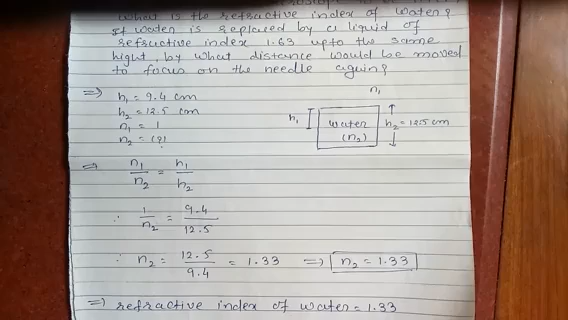 what is the refractive index of water?
If water is replaced by a liquid of
refractive index 1.63 upto the same
hight, by what distance would be moved
to focus on the needle again?
⇒ h₁ = 9.4 cm
h₂ = 12.5 cm
n₁ = 1
n₂ = (?)
n₁
h₁
water
(n₂)
h₂ = 12.5 cm
⇒ n₁/n₂ = h₁/h₂
∴ 1/n₂ = 9.4/12.5
∴ n₂ = 12.5/9.4 = 1.33 ⇒ n₂ = 1.33
⇒ refractive index of water = 1.33